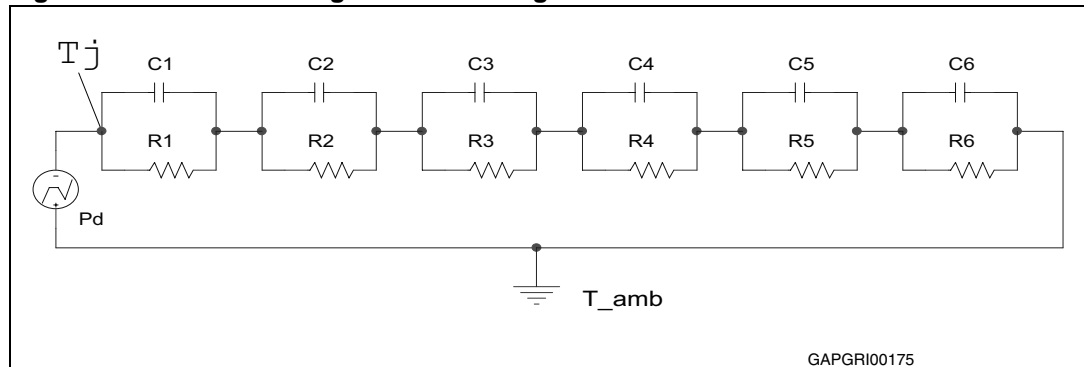 Tj
C1 C2 C3 C4 C5 C6
R1 R2 R3 R4 R5 R6
-
+
Pd
T_amb
GAPGRI00175